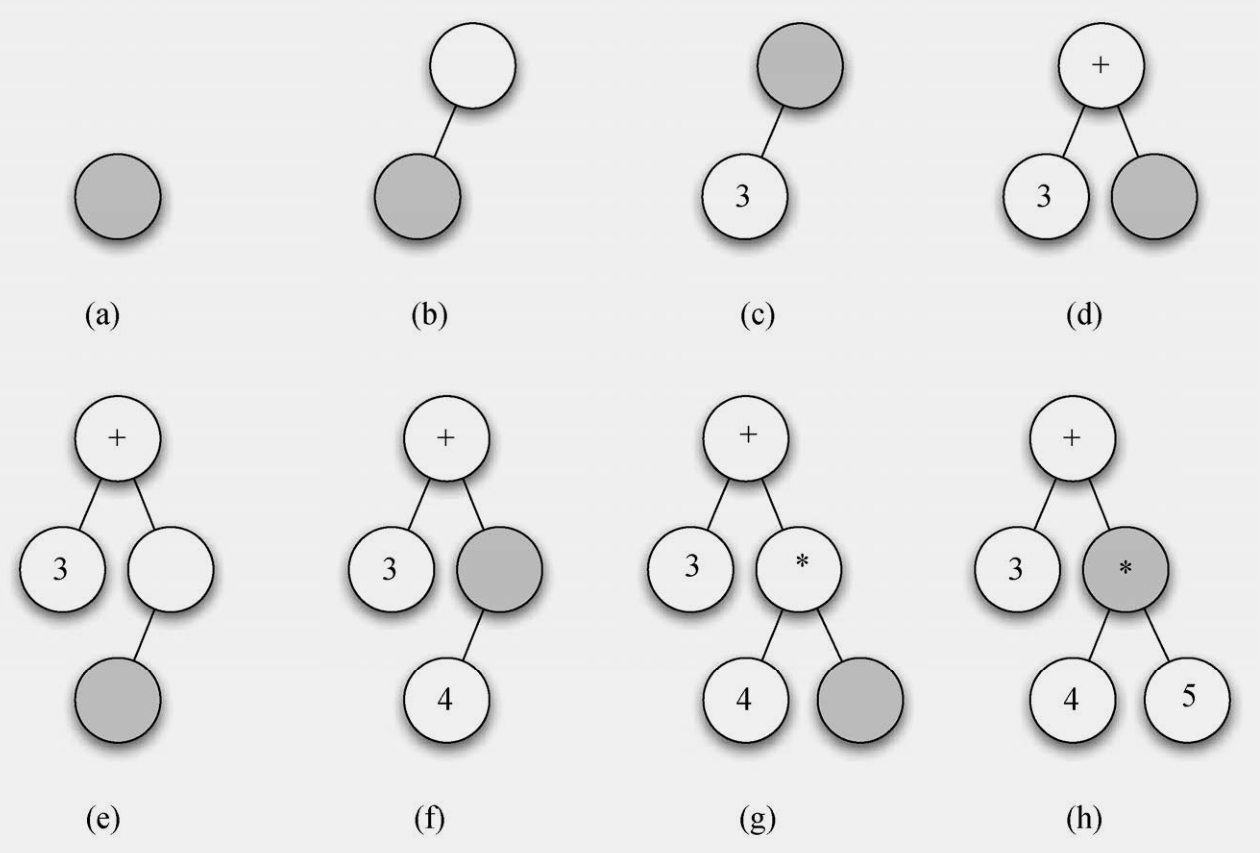 +
3
3
(a) (b) (c) (d)
+ + + +
3 3 3 * 3 *
4 4 4 5
(e) (f) (g) (h)